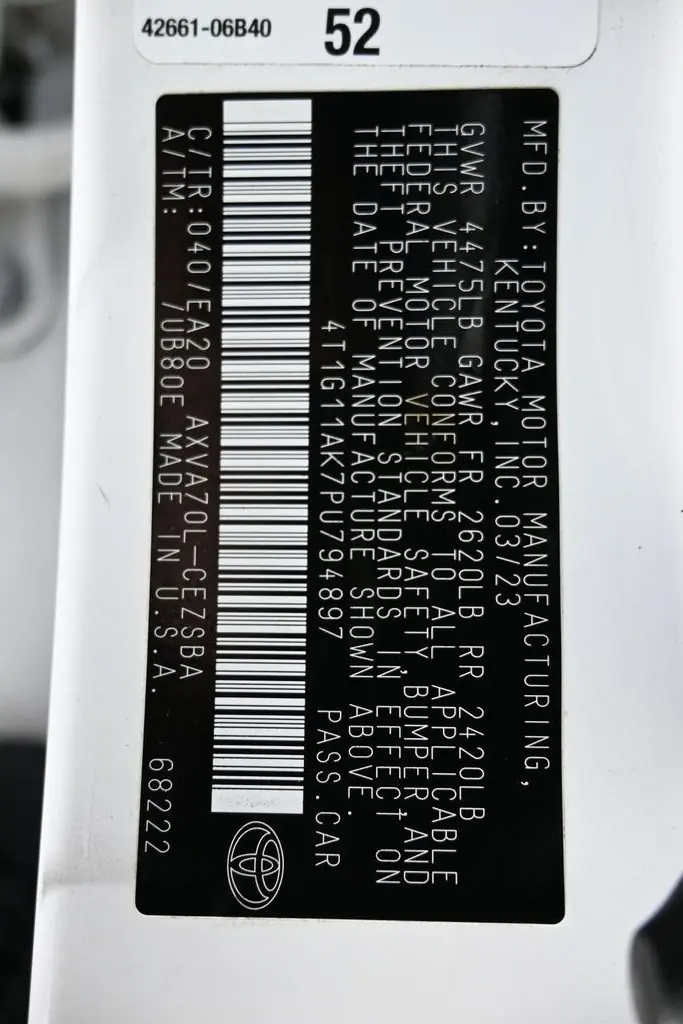 42661-06B40 52
MFD.BY:TOYOTA MOTOR MANUFACTURING,
KENTUCKY, INC.03/23
GVWR 4475LB GAWR FR 2620LB RR 2420LB
THIS VEHICLE CONFORMS TO ALL APPLICABLE
FEDERAL MOTOR VEHICLE SAFETY, BUMPER, AND
THEFT PREVENTION STANDARDS IN EFFECT ON
THE DATE OF MANUFACTURE SHOWN ABOVE.
4T1G11AK7PU794897 PASS.CAR
C/TR:040/EA20 AXVA70L-CEZSBA
A/TM: /UB80E MADE IN U.S.A. 68222